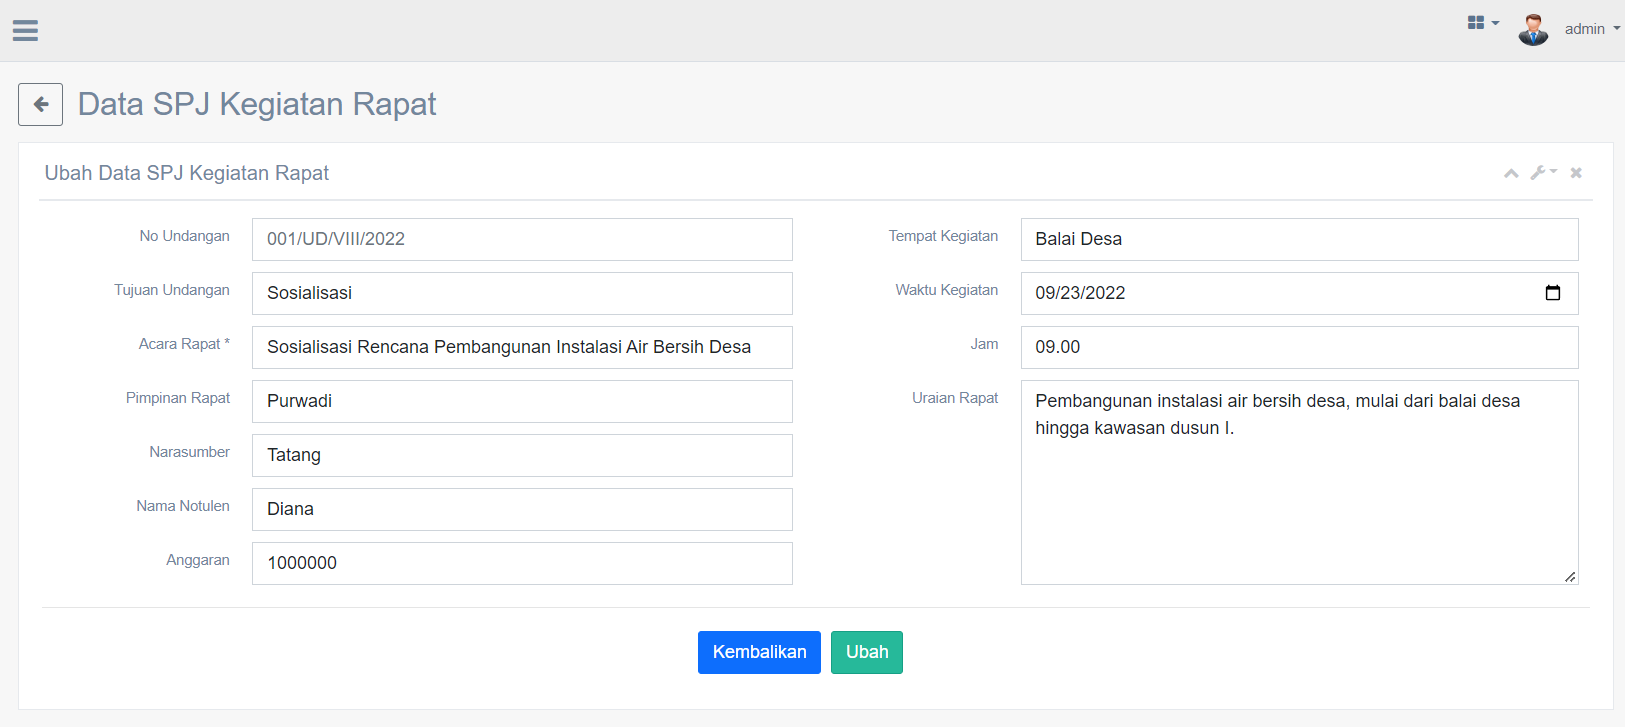 admin
Data SPJ Kegiatan Rapat
Ubah Data SPJ Kegiatan Rapat
No Undangan
001/UD/VIII/2022
Tujuan Undangan
Sosialisasi
Acara Rapat *
Sosialisasi Rencana Pembangunan Instalasi Air Bersih Desa
Pimpinan Rapat
Purwadi
Narasumber
Tatang
Nama Notulen
Diana
Anggaran
1000000
Tempat Kegiatan
Balai Desa
Waktu Kegiatan
09/23/2022
Jam
09.00
Uraian Rapat
Pembangunan instalasi air bersih desa, mulai dari balai desa
hingga kawasan dusun I.
Kembalikan
Ubah